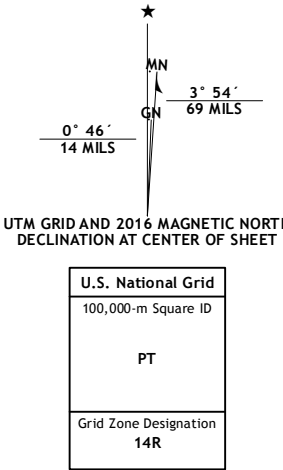 MN
3° 54´
69 MILS
GN
0° 46´
14 MILS
UTM GRID AND 2016 MAGNETIC NORTH
DECLINATION AT CENTER OF SHEET
U.S. National Grid
100,000-m Square ID
PT
Grid Zone Designation
14R